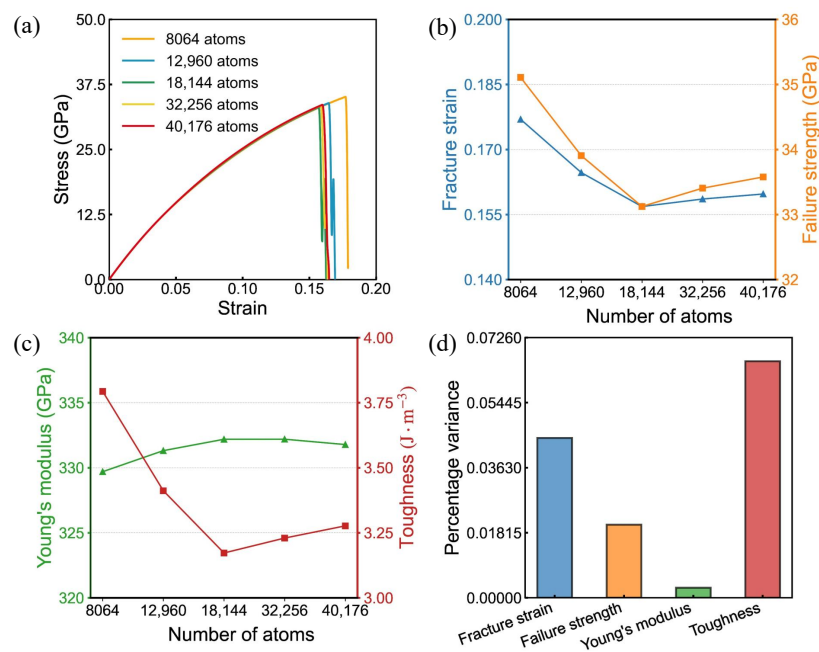 (a)
50.0
37.5
25.0
12.5
0.0
Stress (GPa)
8064 atoms
12,960 atoms
18,144 atoms
32,256 atoms
40,176 atoms
0.00
0.05
0.10
0.15
0.20
Strain
(b)
0.200
0.185
0.170
0.155
0.140
Fracture strain
36
35
34
33
32
Failure strength (GPa)
8064
12,960
18,144
32,256
40,176
Number of atoms
(c)
340
335
330
325
320
Young's modulus (GPa)
4.00
3.75
3.50
3.25
3.00
Toughness (J·m⁻³)
8064
12,960
18,144
32,256
40,176
Number of atoms
(d)
0.07260
0.05445
0.03630
0.01815
0.00000
Percentage variance
Fracture strain
Failure strength
Young's modulus
Toughness